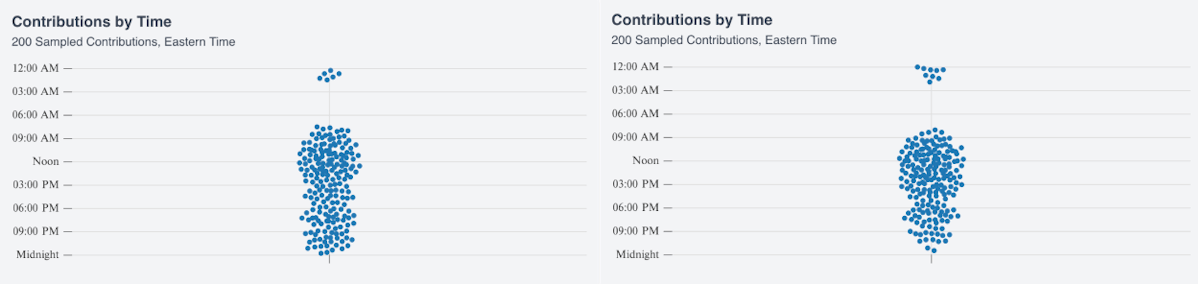 Contributions by Time
200 Sampled Contributions, Eastern Time
12:00 AM
03:00 AM
06:00 AM
09:00 AM
Noon
03:00 PM
06:00 PM
09:00 PM
Midnight
Contributions by Time
200 Sampled Contributions, Eastern Time
12:00 AM
03:00 AM
06:00 AM
09:00 AM
Noon
03:00 PM
06:00 PM
09:00 PM
Midnight